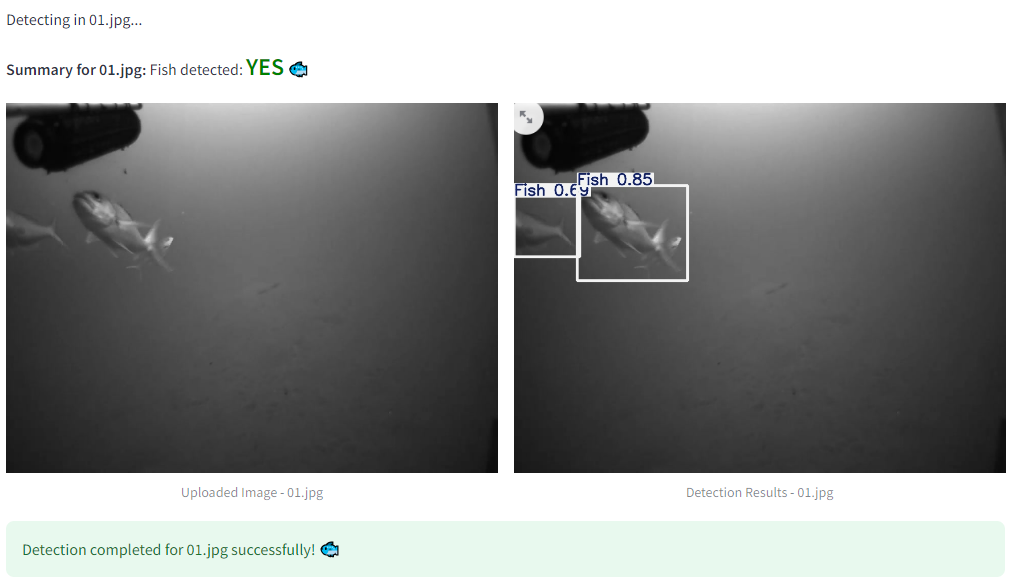 Detecting in 01.jpg...
Summary for 01.jpg: Fish detected: YES 🐟
Fish 0.85
Fish 0.69
Uploaded Image - 01.jpg
Detection Results - 01.jpg
Detection completed for 01.jpg successfully! 🐟